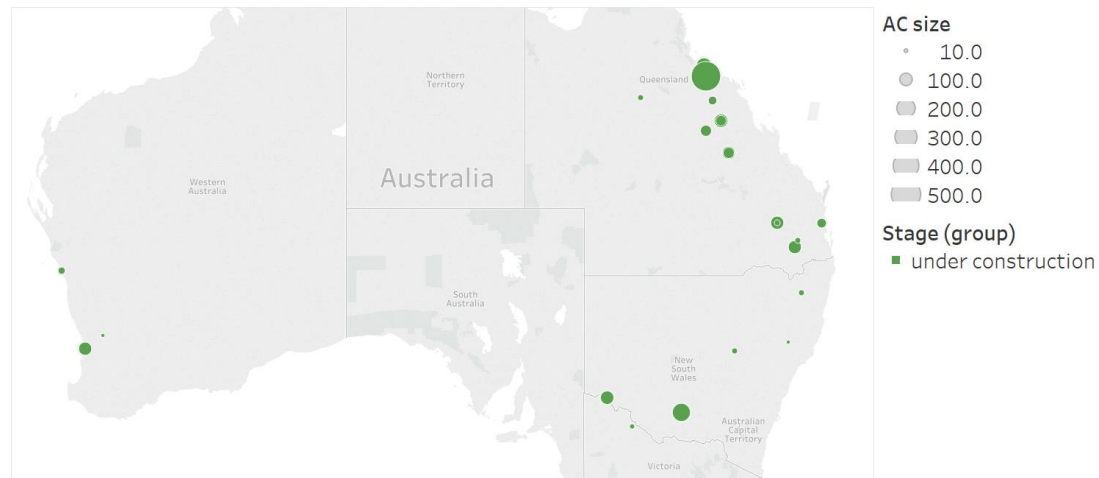 Northern
Territory
Queensland
Australia
Western
Australia
South
Australia
New
South
Wales
Australian
Capital
Territory
Victoria
AC size
10.0
100.0
200.0
300.0
400.0
500.0
Stage (group)
under construction